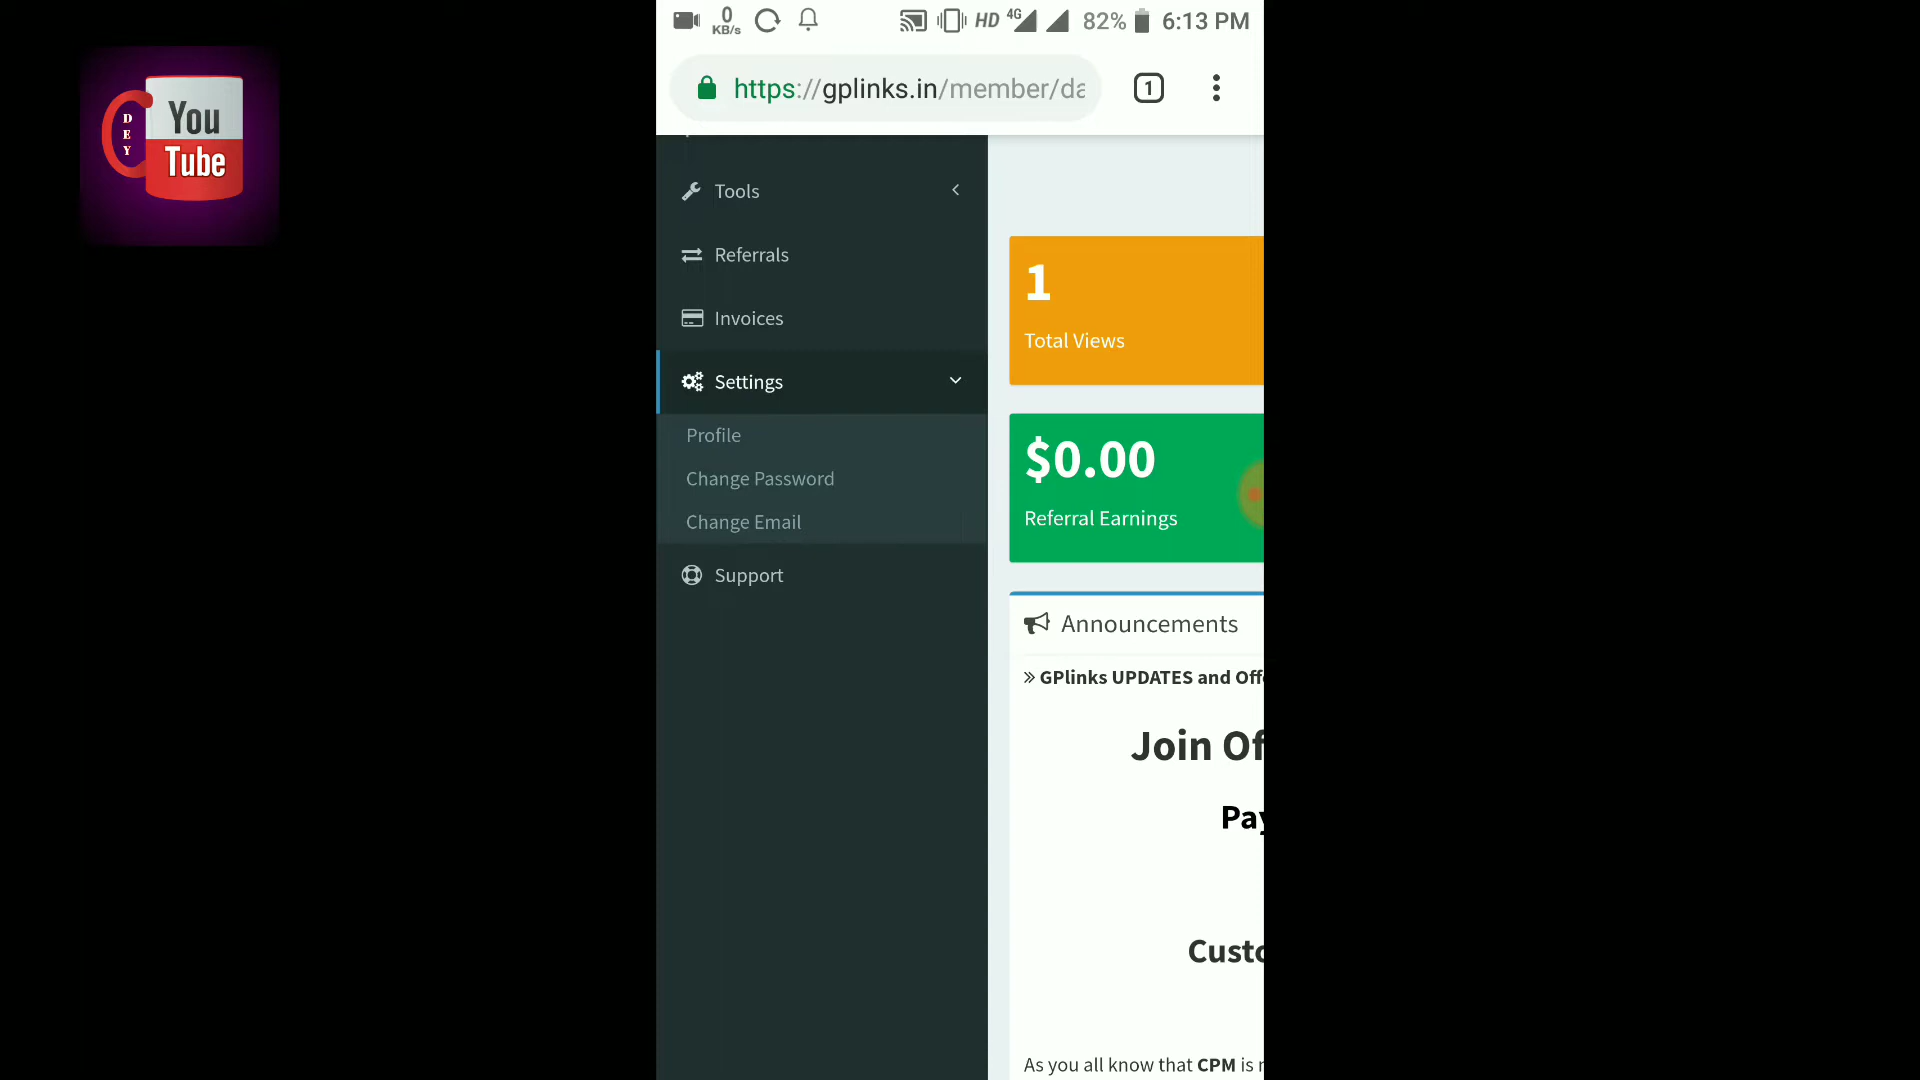 D
E
Y
You
Tube
0
KB/s
HD
4G
82%
6:13 PM
https://gplinks.in/member/da
1
Tools
Referrals
Invoices
Settings
Profile
Change Password
Change Email
Support
1
Total Views
$0.00
Referral Earnings
Announcements
» GPlinks UPDATES and Off
Join Of
Pay
Custo
As you all know that CPM is